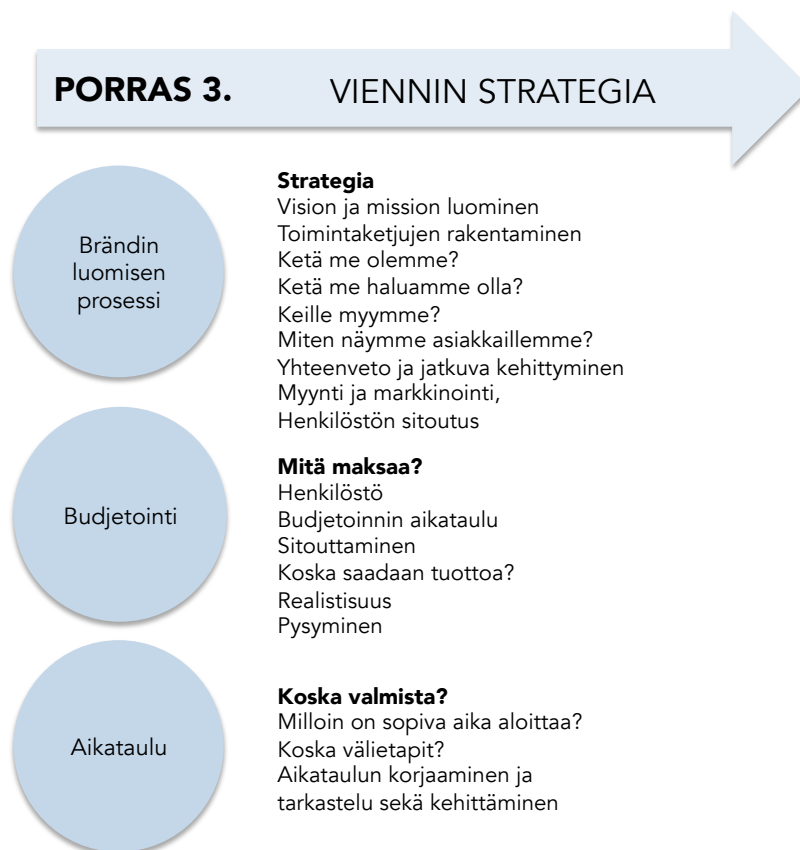 PORRAS 3. VIENNIN STRATEGIA
Brändin
luomisen
prosessi
Strategia
Vision ja mission luominen
Toimintaketjujen rakentaminen
Ketä me olemme?
Ketä me haluamme olla?
Keille myymme?
Miten näymme asiakkaillemme?
Yhteenveto ja jatkuva kehittyminen
Myynti ja markkinointi,
Henkilöstön sitoutus
Budjetointi
Mitä maksaa?
Henkilöstö
Budjetoinnin aikataulu
Sitouttaminen
Koska saadaan tuottoa?
Realistisuus
Pysyminen
Aikataulu
Koska valmista?
Milloin on sopiva aika aloittaa?
Koska välietapit?
Aikataulun korjaaminen ja
tarkastelu sekä kehittäminen